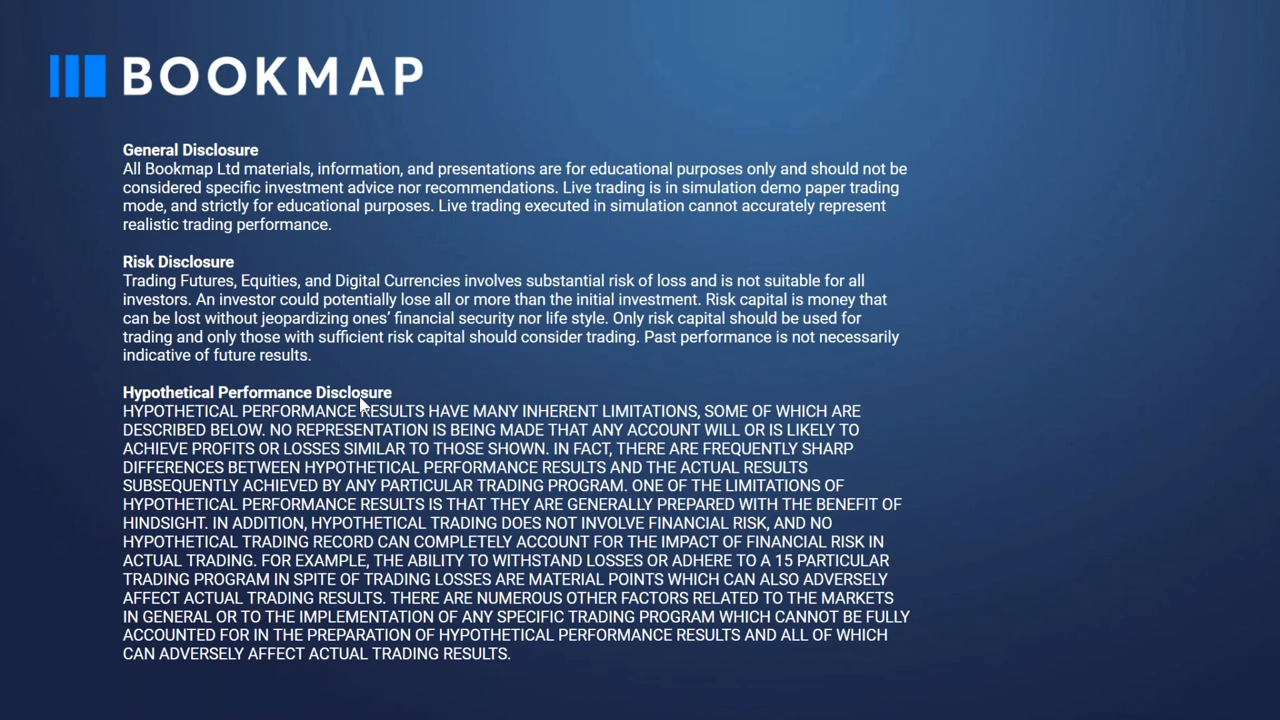 BOOKMAP
General Disclosure
All Bookmap Ltd materials, information, and presentations are for educational purposes only and should not be
considered specific investment advice nor recommendations. Live trading is in simulation demo paper trading
mode, and strictly for educational purposes. Live trading executed in simulation cannot accurately represent
realistic trading performance.
Risk Disclosure
Trading Futures, Equities, and Digital Currencies involves substantial risk of loss and is not suitable for all
investors. An investor could potentially lose all or more than the initial investment. Risk capital is money that
can be lost without jeopardizing ones’ financial security nor life style. Only risk capital should be used for
trading and only those with sufficient risk capital should consider trading. Past performance is not necessarily
indicative of future results.
Hypothetical Performance Disclosure
HYPOTHETICAL PERFORMANCE RESULTS HAVE MANY INHERENT LIMITATIONS, SOME OF WHICH ARE
DESCRIBED BELOW. NO REPRESENTATION IS BEING MADE THAT ANY ACCOUNT WILL OR IS LIKELY TO
ACHIEVE PROFITS OR LOSSES SIMILAR TO THOSE SHOWN. IN FACT, THERE ARE FREQUENTLY SHARP
DIFFERENCES BETWEEN HYPOTHETICAL PERFORMANCE RESULTS AND THE ACTUAL RESULTS
SUBSEQUENTLY ACHIEVED BY ANY PARTICULAR TRADING PROGRAM. ONE OF THE LIMITATIONS OF
HYPOTHETICAL PERFORMANCE RESULTS IS THAT THEY ARE GENERALLY PREPARED WITH THE BENEFIT OF
HINDSIGHT. IN ADDITION, HYPOTHETICAL TRADING DOES NOT INVOLVE FINANCIAL RISK, AND NO
HYPOTHETICAL TRADING RECORD CAN COMPLETELY ACCOUNT FOR THE IMPACT OF FINANCIAL RISK IN
ACTUAL TRADING. FOR EXAMPLE, THE ABILITY TO WITHSTAND LOSSES OR ADHERE TO A 15 PARTICULAR
TRADING PROGRAM IN SPITE OF TRADING LOSSES ARE MATERIAL POINTS WHICH CAN ALSO ADVERSELY
AFFECT ACTUAL TRADING RESULTS. THERE ARE NUMEROUS OTHER FACTORS RELATED TO THE MARKETS
IN GENERAL OR TO THE IMPLEMENTATION OF ANY SPECIFIC TRADING PROGRAM WHICH CANNOT BE FULLY
ACCOUNTED FOR IN THE PREPARATION OF HYPOTHETICAL PERFORMANCE RESULTS AND ALL OF WHICH
CAN ADVERSELY AFFECT ACTUAL TRADING RESULTS.